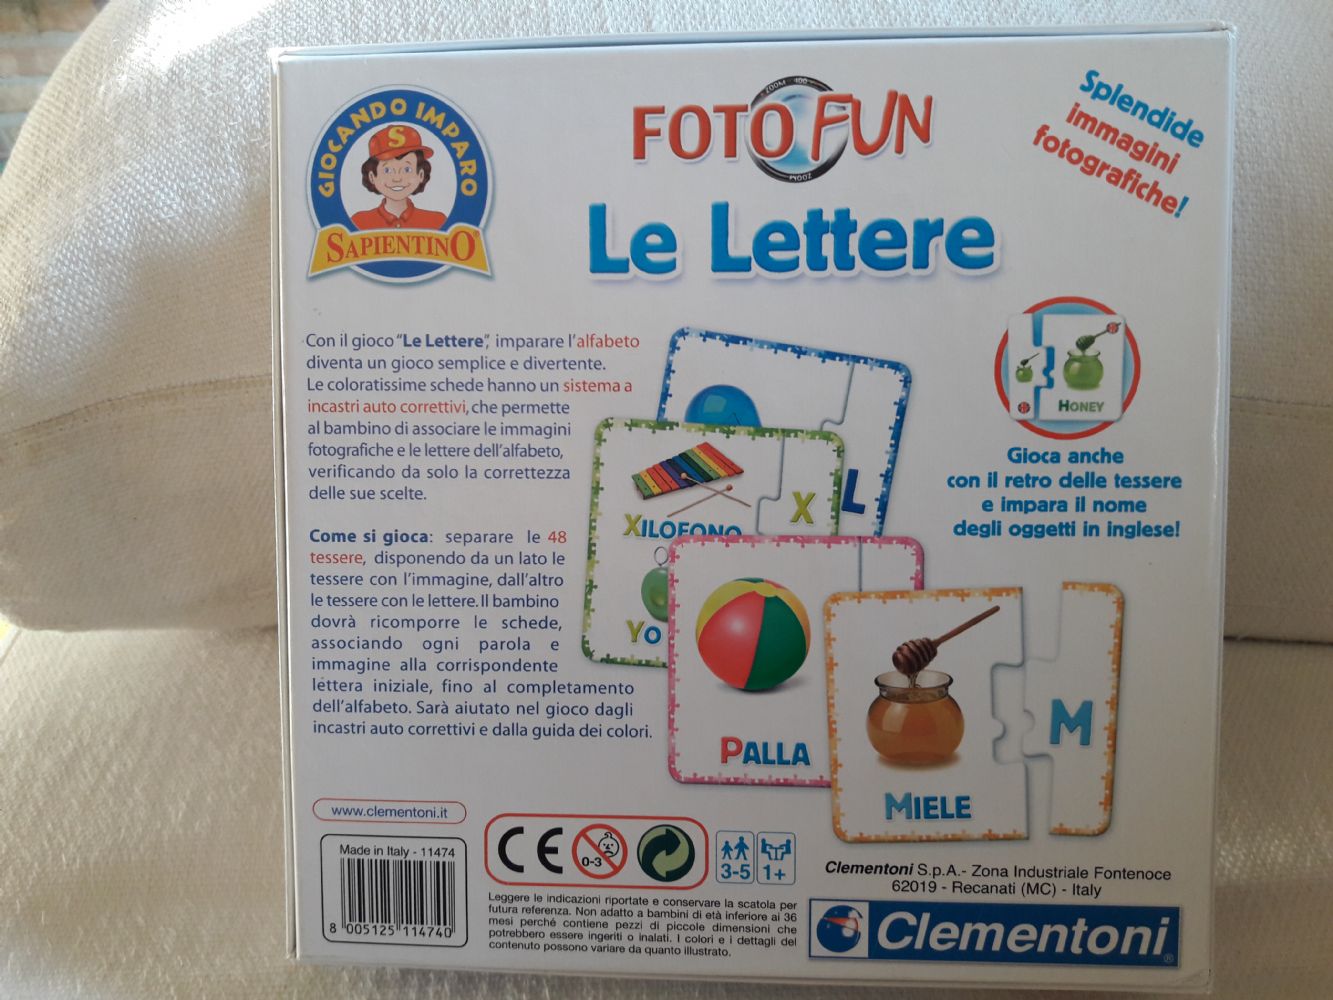 GIOCANDO IMPARO
S
SAPIENTINO®
ZOOM 100
FOTO FUN
ZOOM
Le Lettere
Splendide
immagini
fotografiche!
Con il gioco “Le Lettere”, imparare l’alfabeto
diventa un gioco semplice e divertente.
Le coloratissime schede hanno un sistema a
incastri auto correttivi, che permette
al bambino di associare le immagini
fotografiche e le lettere dell’alfabeto,
verificando da solo la correttezza
delle sue scelte.
Come si gioca: separare le 48
tessere, disponendo da un lato le
tessere con l’immagine, dall’altro
le tessere con le lettere. Il bambino
dovrà ricomporre le schede,
associando ogni parola e
immagine alla corrispondente
lettera iniziale, fino al completamento
dell’alfabeto. Sarà aiutato nel gioco dagli
incastri auto correttivi e dalla guida dei colori.
L
XILOFONO
X
YO
PALLA
MIELE
M
HONEY
Gioca anche
con il retro delle tessere
e impara il nome
degli oggetti in inglese!
www.clementoni.it
Made in Italy - 11474
8 005125 114740
CE
0-3
3-5
1+
Leggere le indicazioni riportate e conservare la scatola per
futura referenza. Non adatto a bambini di età inferiore ai 36
mesi perché contiene pezzi di piccole dimensioni che
potrebbero essere ingeriti o inalati. I colori e i dettagli del
contenuto possono variare da quanto illustrato.
Clementoni S.p.A.- Zona Industriale Fontenoce
62019 - Recanati (MC) - Italy
Clementoni®